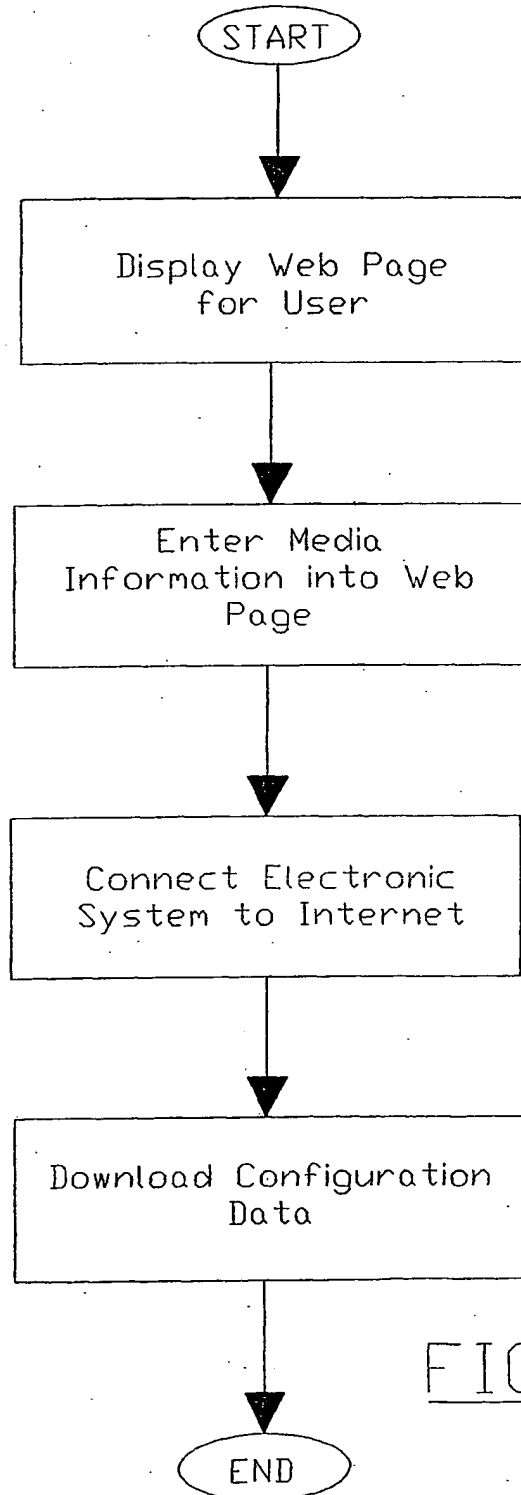 START
Display Web Page
for User
Enter Media
Information into Web
Page
Connect Electronic
System to Internet
Download Configuration
Data
END